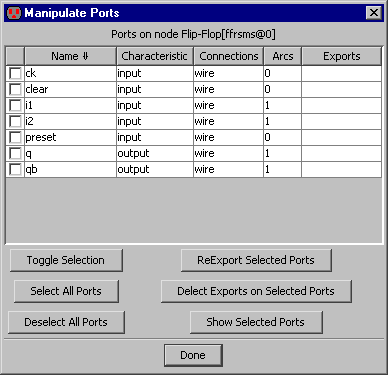 Manipulate Ports
Ports on node Flip-Flop[ffrsms@0]
Name Characteristic Connections Arcs Exports
ck input wire 0
clear input wire 0
i1 input wire 1
i2 input wire 1
preset input wire 0
q output wire 1
qb output wire 1
Toggle Selection ReExport Selected Ports
Select All Ports Delect Exports on Selected Ports
Deselect All Ports Show Selected Ports
Done